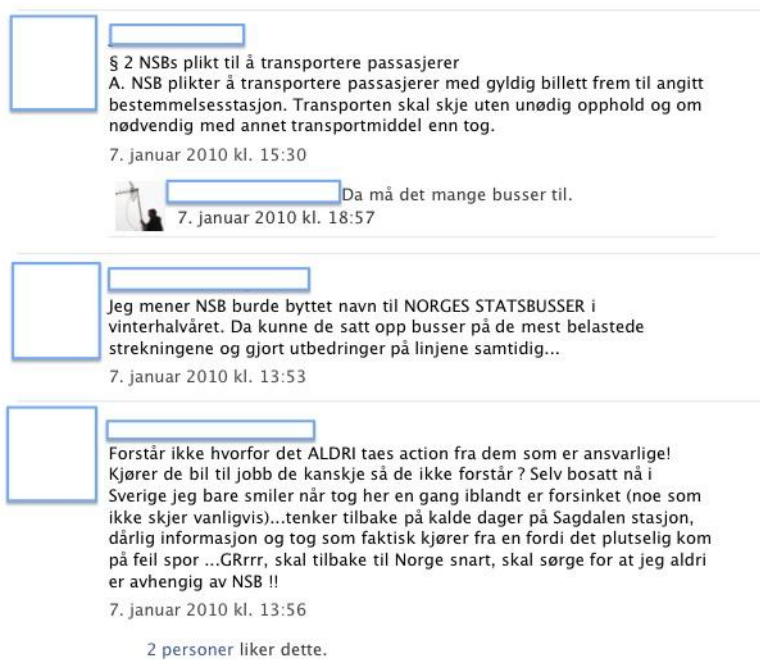 § 2 NSBs plikt til å transportere passasjerer
A. NSB plikter å transportere passasjerer med gyldig billett frem til angitt
bestemmelsesstasjon. Transporten skal skje uten unødig opphold og om
nødvendig med annet transportmiddel enn tog.
7. januar 2010 kl. 15:30
Da må det mange busser til.
7. januar 2010 kl. 18:57
Jeg mener NSB burde byttet navn til NORGES STATSBUSSER i
vinterhalvåret. Da kunne de satt opp busser på de mest belastede
strekningene og gjort utbedringer på linjene samtidig...
7. januar 2010 kl. 13:53
Forstår ikke hvorfor det ALDRI taes action fra dem som er ansvarlige!
Kjører de bil til jobb de kanskje så de ikke forstår ? Selv bosatt nå i
Sverige jeg bare smiler når tog her en gang iblandt er forsinket (noe som
ikke skjer vanligvis)...tenker tilbake på kalde dager på Sagdalen stasjon,
dårlig informasjon og tog som faktisk kjører fra en fordi det plutselig kom
på feil spor ...GRrrr, skal tilbake til Norge snart, skal sørge for at jeg aldri
er avhengig av NSB !!
7. januar 2010 kl. 13:56
2 personer liker dette.